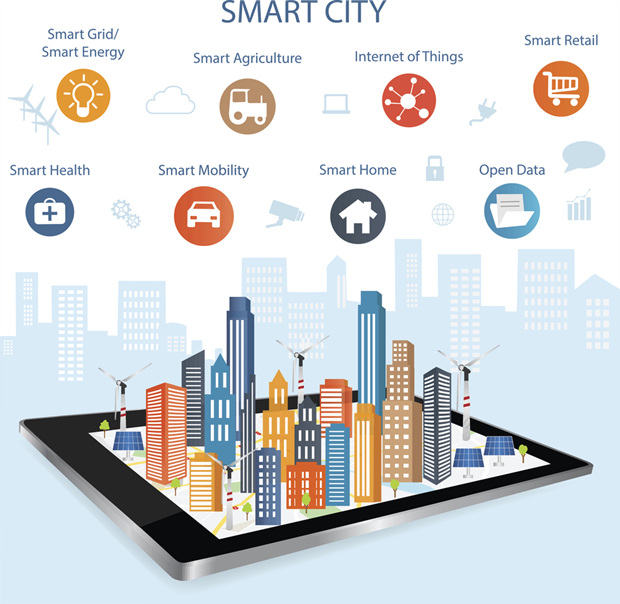 SMART CITY
Smart Grid/
Smart Energy
Smart Agriculture
Internet of Things
Smart Retail
Smart Health
Smart Mobility
Smart Home
Open Data